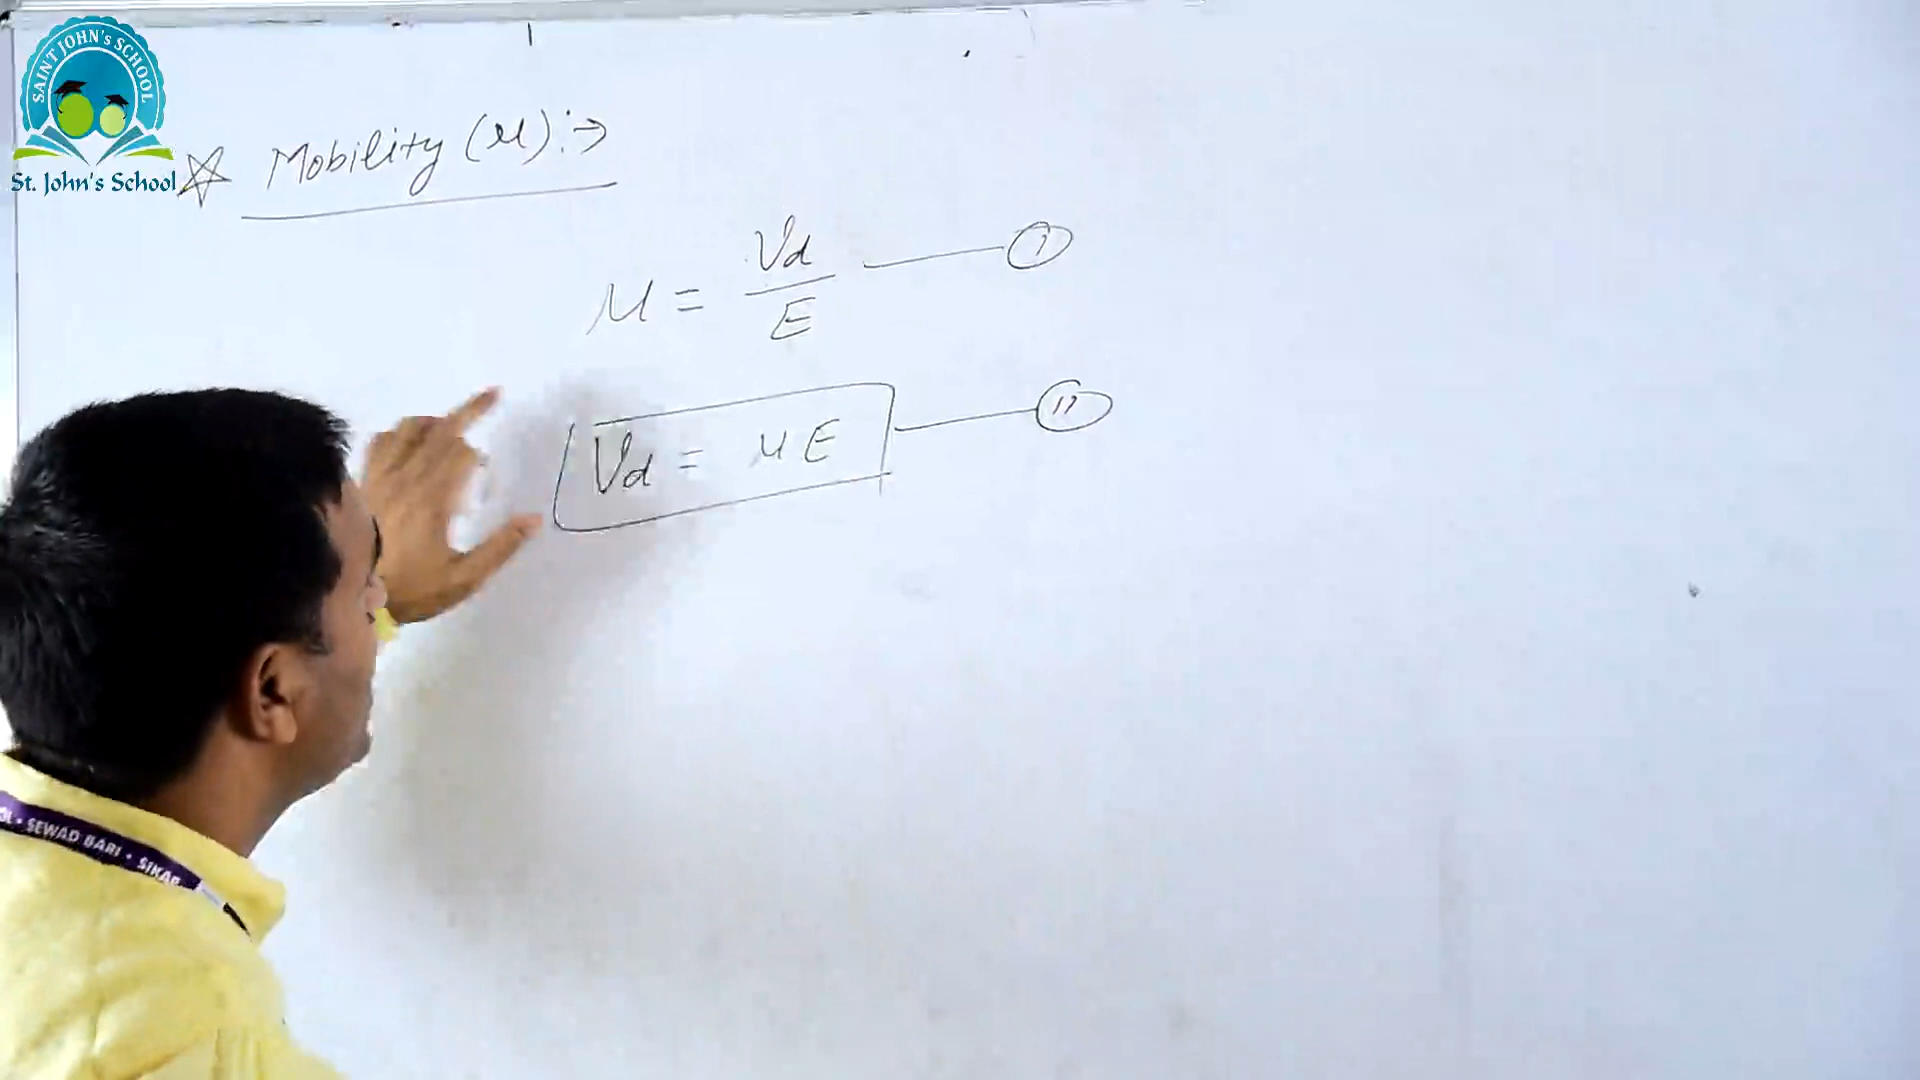 SAINT JOHN's SCHOOL
St. John's School
Mobility (μ):→
μ = Vd / E — (i)
Vd = μE — (ii)
SEWAD BARI • SIKAR